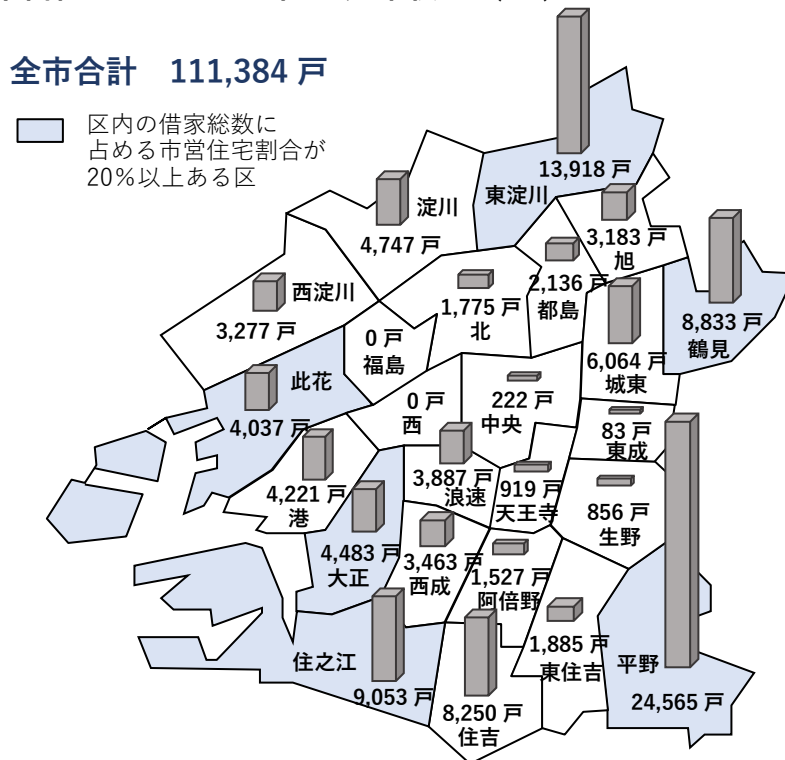 全市合計 111,384 戸
区内の借家総数に
占める市営住宅割合が
20%以上ある区
13,918 戸
東淀川
淀川
4,747 戸
3,183 戸
旭
2,136 戸
都島
西淀川
3,277 戸
1,775 戸
北
8,833 戸
鶴見
0 戸
福島
6,064 戸
城東
此花
4,037 戸
0 戸
西
222 戸
中央
83 戸
東成
4,221 戸
港
3,887 戸
浪速
919 戸
天王寺
856 戸
生野
4,483 戸
大正
3,463 戸
西成
1,527 戸
阿倍野
1,885 戸
東住吉
住之江
9,053 戸
8,250 戸
住吉
平野
24,565 戸